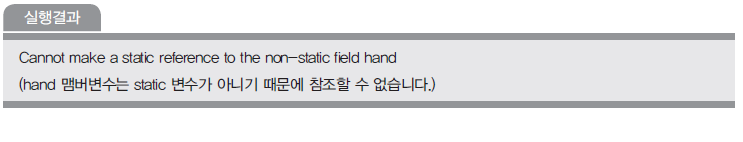 실행결과
Cannot make a static reference to the non-static field hand
(hand 맴버변수는 static 변수가 아니기 때문에 참조할 수 없습니다.)